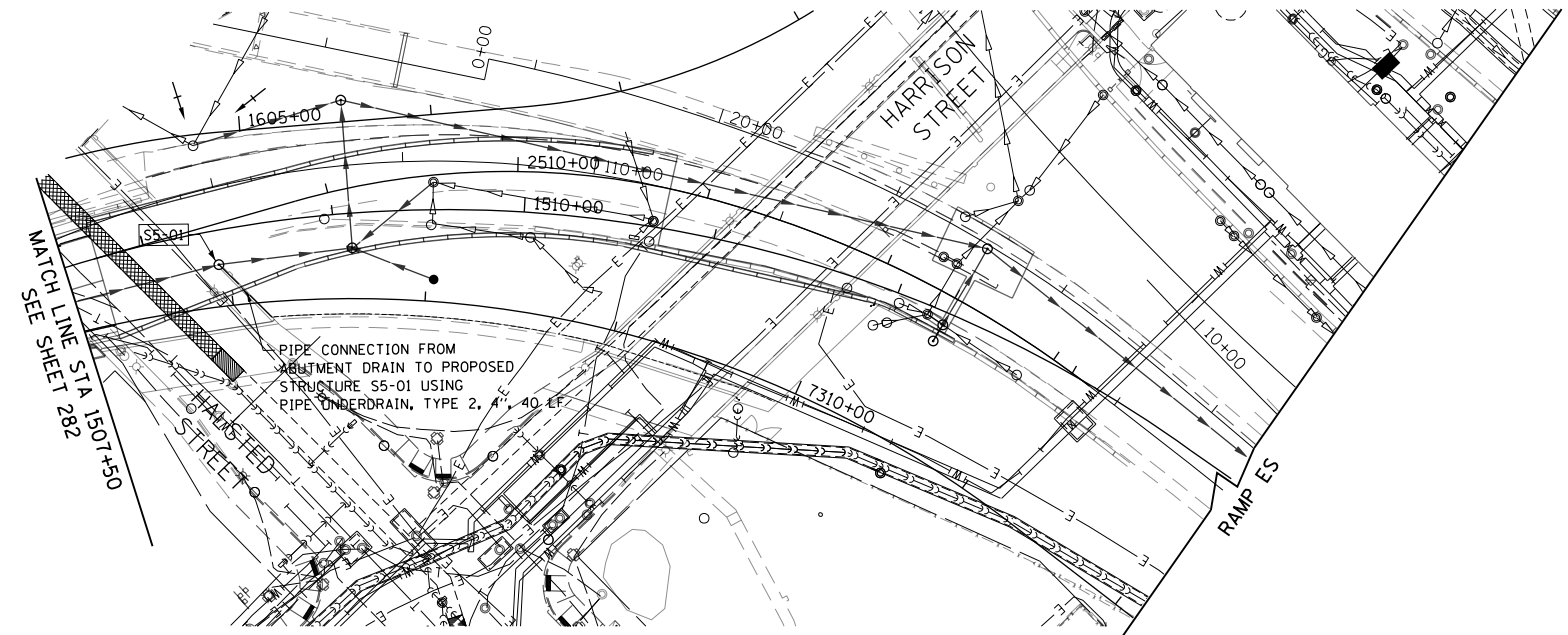 0+00
1605+00
HARRISON
STREET
20+00
2510+00
110+00
1510+00
S5-01
MATCH LINE STA 1507+50
SEE SHEET 282
PIPE CONNECTION FROM
ABUTMENT DRAIN TO PROPOSED
STRUCTURE S5-01 USING
PIPE UNDERDRAIN, TYPE 2, 4", 40 LF
HALSTED
STREET
10+00
7310+00
RAMP ES
E
W